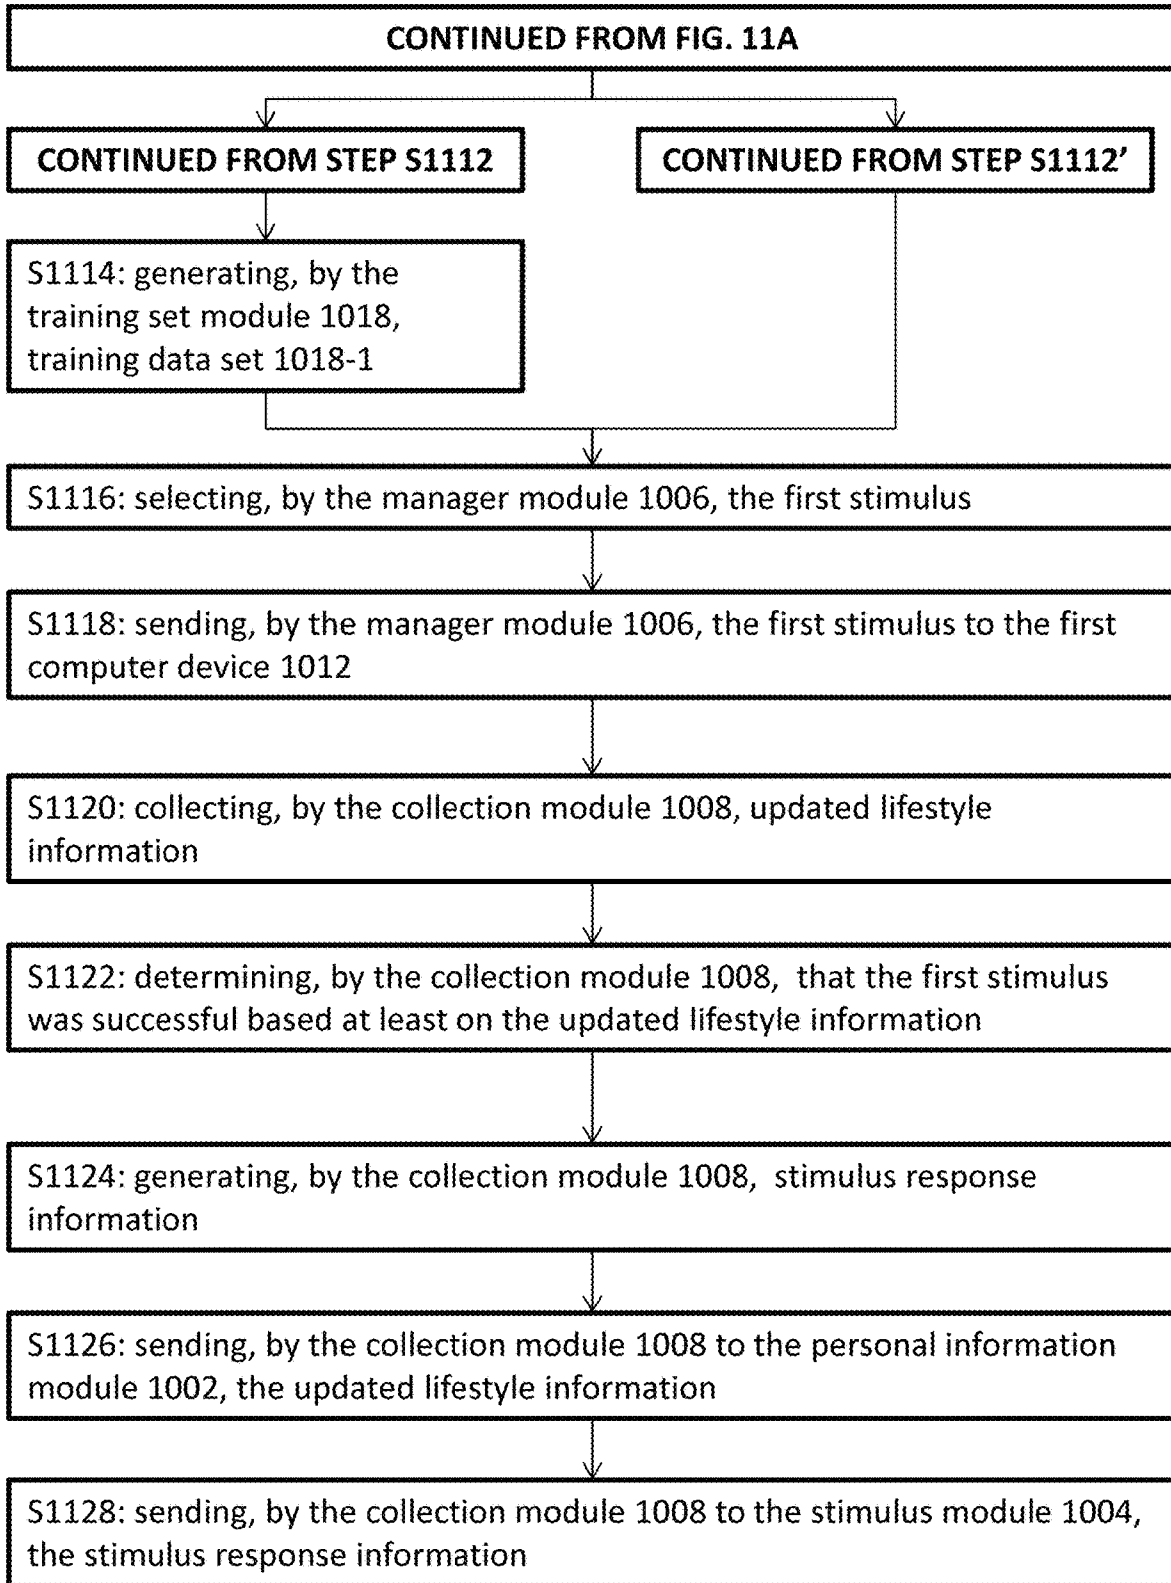 CONTINUED FROM FIG. 11A
CONTINUED FROM STEP S1112
CONTINUED FROM STEP S1112’
S1114: generating, by the
training set module 1018,
training data set 1018-1
S1116: selecting, by the manager module 1006, the first stimulus
S1118: sending, by the manager module 1006, the first stimulus to the first
computer device 1012
S1120: collecting, by the collection module 1008, updated lifestyle
information
S1122: determining, by the collection module 1008, that the first stimulus
was successful based at least on the updated lifestyle information
S1124: generating, by the collection module 1008, stimulus response
information
S1126: sending, by the collection module 1008 to the personal information
module 1002, the updated lifestyle information
S1128: sending, by the collection module 1008 to the stimulus module 1004,
the stimulus response information